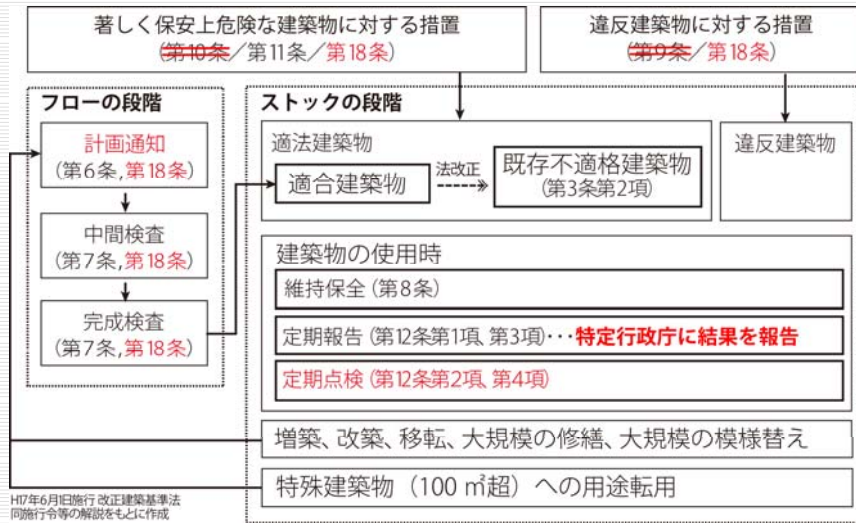 著しく保安上危険な建築物に対する措置
(第10条／第11条／第18条)
違反建築物に対する措置
(第9条／第18条)
フローの段階
計画通知
(第6条,第18条)
中間検査
(第7条,第18条)
完成検査
(第7条,第18条)
ストックの段階
適法建築物
適合建築物
法改正
既存不適格建築物
(第3条第2項)
違反建築物
建築物の使用時
維持保全 (第8条)
定期報告 (第12条第1項、第3項)･･･特定行政庁に結果を報告
定期点検 (第12条第2項、第4項)
増築、改築、移転、大規模の修繕、大規模の模様替え
特殊建築物（100 ㎡超）への用途転用
H17年6月1日施行 改正建築基準法
同施行令等の解説をもとに作成